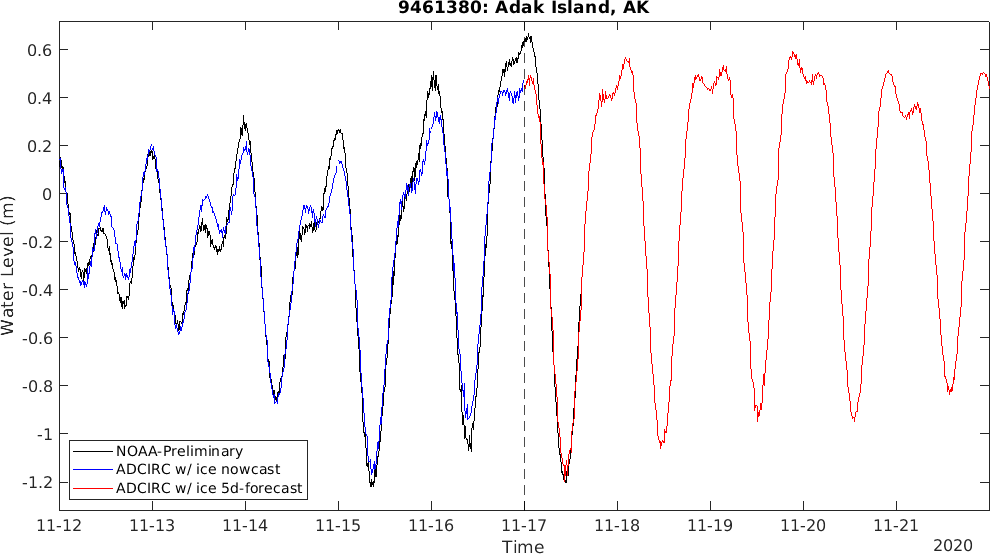 9461380: Adak Island, AK
Water Level (m)
0.6
0.4
0.2
0
-0.2
-0.4
-0.6
-0.8
-1
-1.2
NOAA-Preliminary
ADCIRC w/ ice nowcast
ADCIRC w/ ice 5d-forecast
11-12 11-13 11-14 11-15 11-16 11-17 11-18 11-19 11-20 11-21
Time
2020